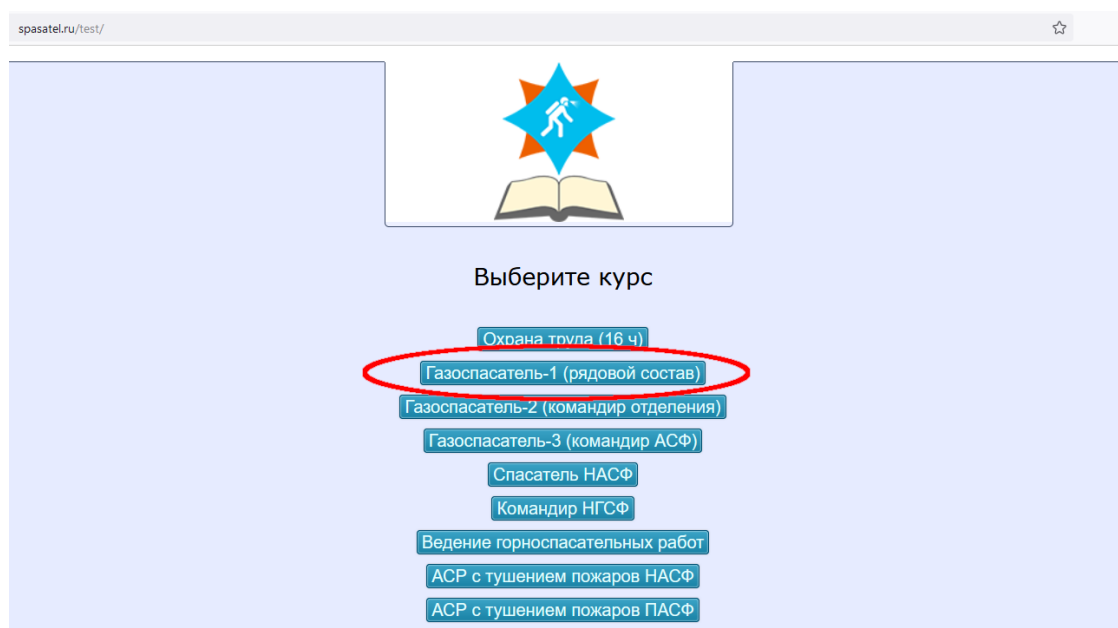 spasatel.ru/test/
Выберите курс
Охрана труда (16 ч)
Газоспасатель-1 (рядовой состав)
Газоспасатель-2 (командир отделения)
Газоспасатель-3 (командир АСФ)
Спасатель НАСФ
Командир НГСФ
Ведение горноспасательных работ
АСР с тушением пожаров НАСФ
АСР с тушением пожаров ПАСФ